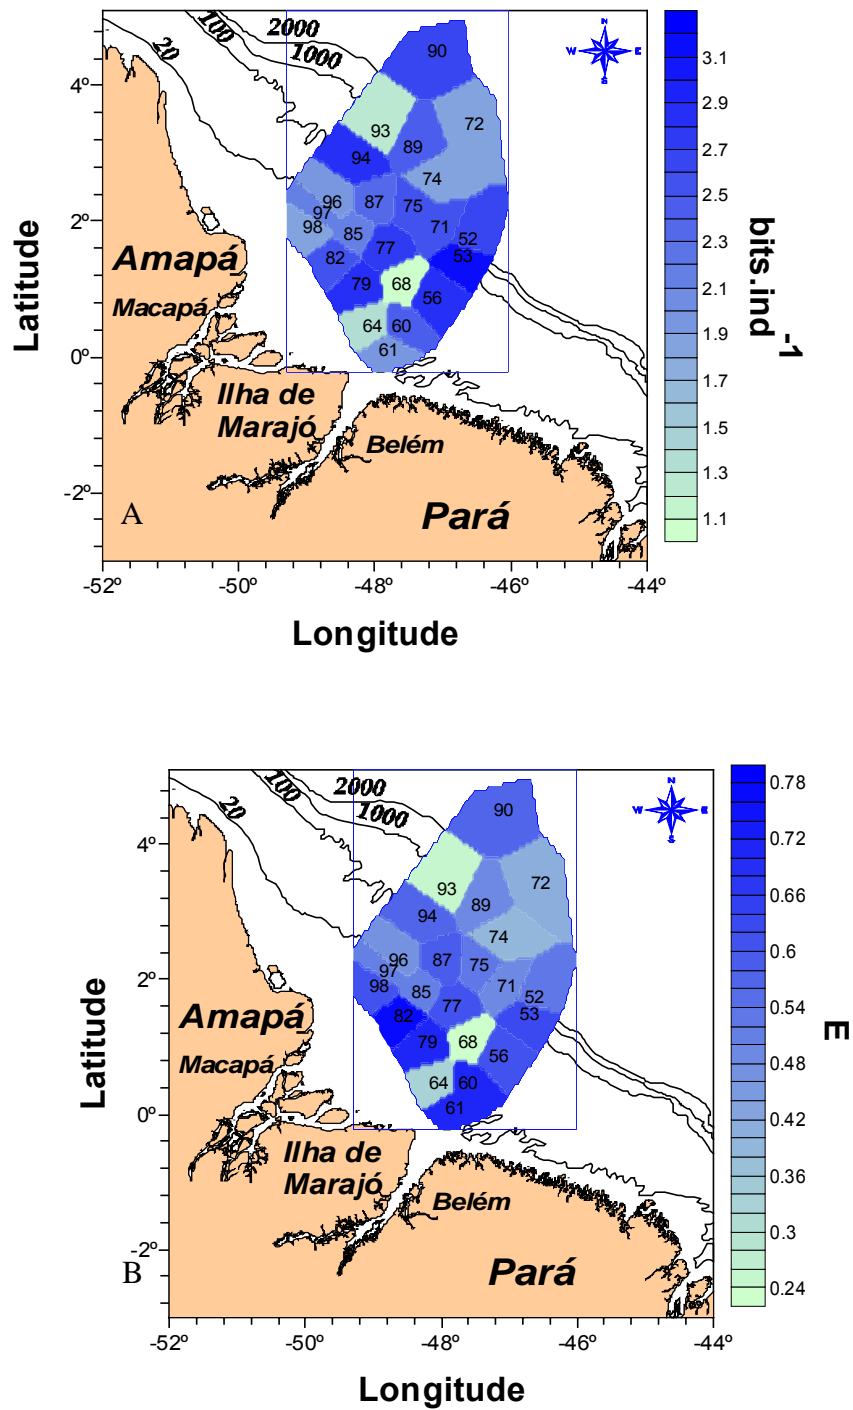 2000
100
1000
20
N
W E
S
90
93
72
89
94
74
96
87
75
97
98
85
71
52
77
53
82
79
68
56
64
60
61
4º
2º
0º
-2º
Latitude
Amapá
Macapá
Ilha de
Marajó
Belém
Pará
A
-52º -50º -48º -46º -44º
Longitude
3.1
2.9
2.7
2.5
2.3
2.1
1.9
1.7
1.5
1.3
1.1
bits.ind-1
2000
100
1000
20
N
W E
S
90
93
72
89
94
74
96
87
75
97
98
85
71
52
77
53
82
79
68
56
64
60
61
4º
2º
0º
-2º
Latitude
Amapá
Macapá
Ilha de
Marajó
Belém
Pará
B
-52º -50º -48º -46º -44º
Longitude
0.78
0.72
0.66
0.6
0.54
0.48
0.42
0.36
0.3
0.24
E